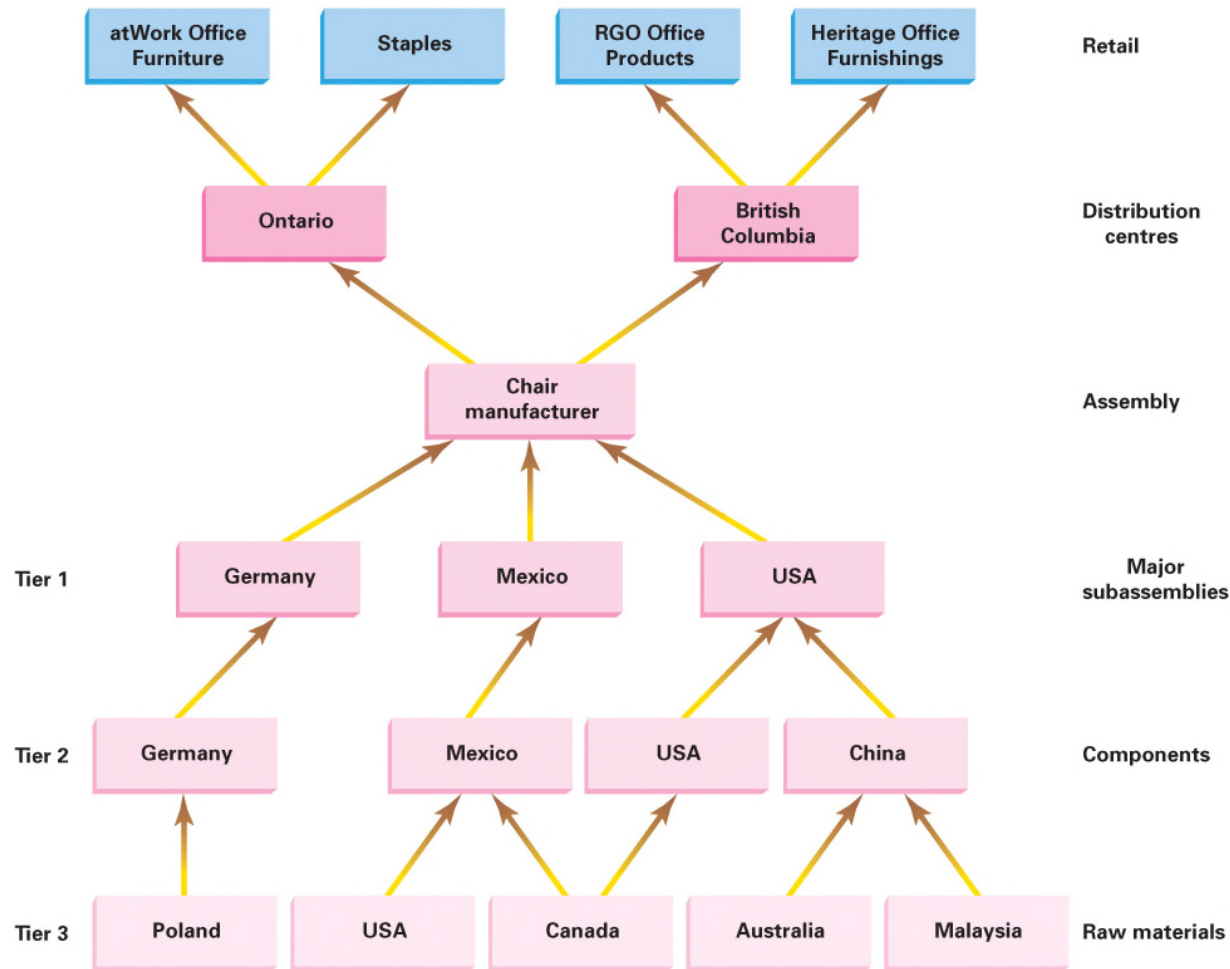 atWork Office
Furniture
Staples
RGO Office
Products
Heritage Office
Furnishings
Retail
Ontario
British
Columbia
Distribution
centres
Chair
manufacturer
Assembly
Tier 1
Germany
Mexico
USA
Major
subassemblies
Tier 2
Germany
Mexico
USA
China
Components
Tier 3
Poland
USA
Canada
Australia
Malaysia
Raw materials